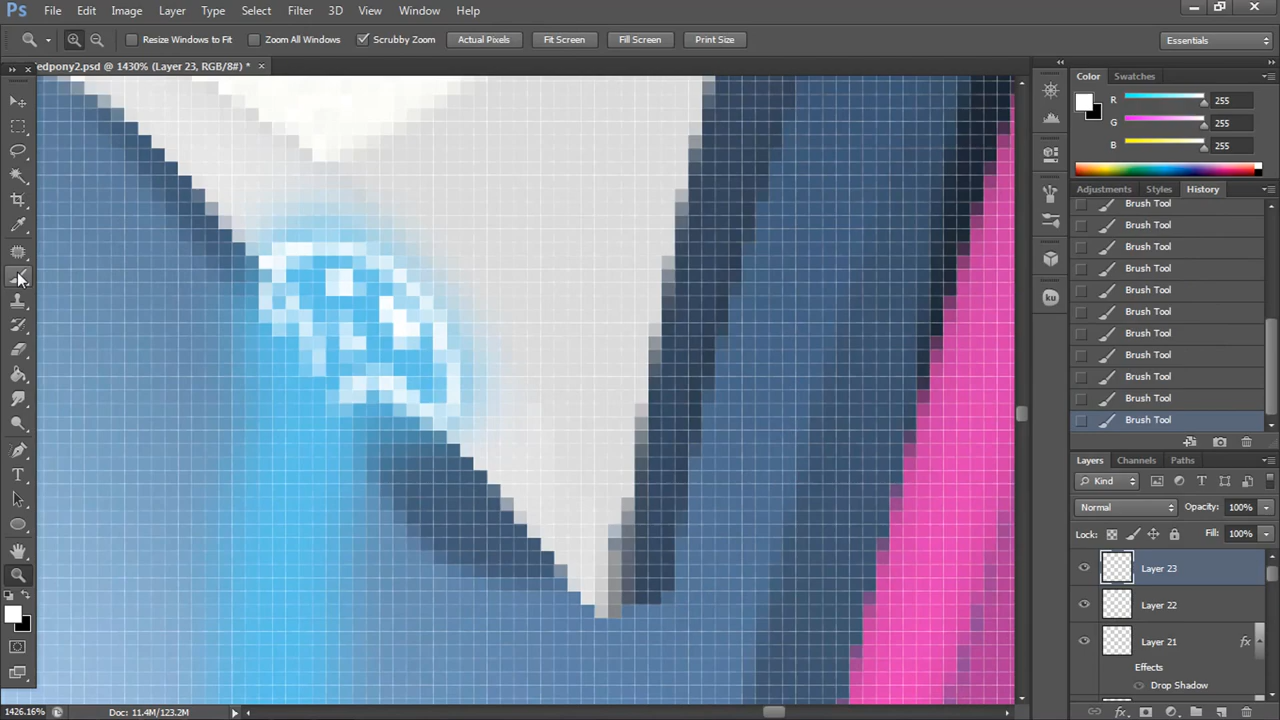 Ps File Edit Image Layer Type Select Filter 3D View Window Help
Resize Windows to Fit Zoom All Windows Scrubby Zoom Actual Pixels Fit Screen Fill Screen Print Size Essentials
edpony2.psd @ 1430% (Layer 23, RGB/8#) * ×
Color Swatches
R 255
G 255
B 255
Adjustments Styles History
Brush Tool
Brush Tool
Brush Tool
Brush Tool
Brush Tool
Brush Tool
Brush Tool
Brush Tool
Brush Tool
Brush Tool
Brush Tool
ku
Layers Channels Paths
Kind
Normal Opacity: 100%
Lock: Fill: 100%
Layer 23
Layer 22
Layer 21 fx
Effects
Drop Shadow
1426.16% Doc: 11.4M/123.2M